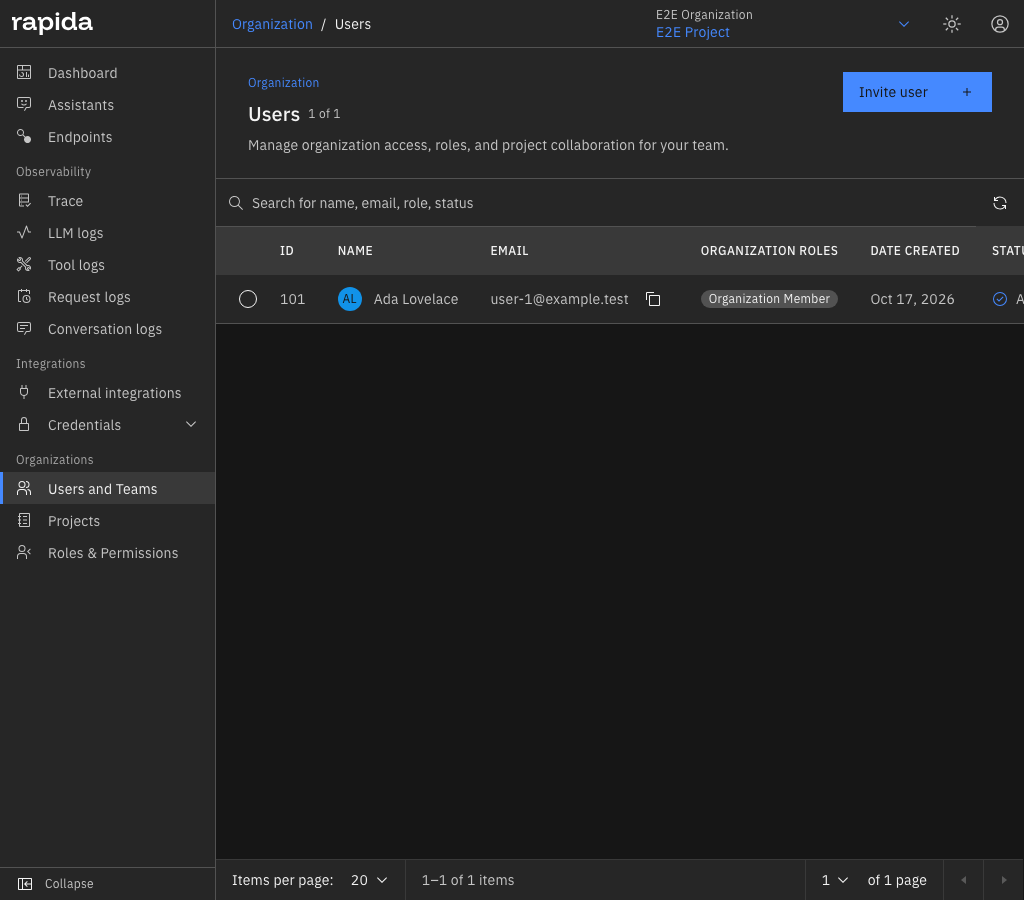 rapida
Organization / Users
E2E Organization
E2E Project
Dashboard
Assistants
Endpoints
Observability
Trace
LLM logs
Tool logs
Request logs
Conversation logs
Integrations
External integrations
Credentials
Organizations
Users and Teams
Projects
Roles & Permissions
Collapse
Organization
Users 1 of 1
Manage organization access, roles, and project collaboration for your team.
Invite user +
Search for name, email, role, status
ID NAME EMAIL ORGANIZATION ROLES DATE CREATED STATU
101 AL Ada Lovelace user-1@example.test Organization Member Oct 17, 2026 A
Items per page: 20 1–1 of 1 items 1 of 1 page